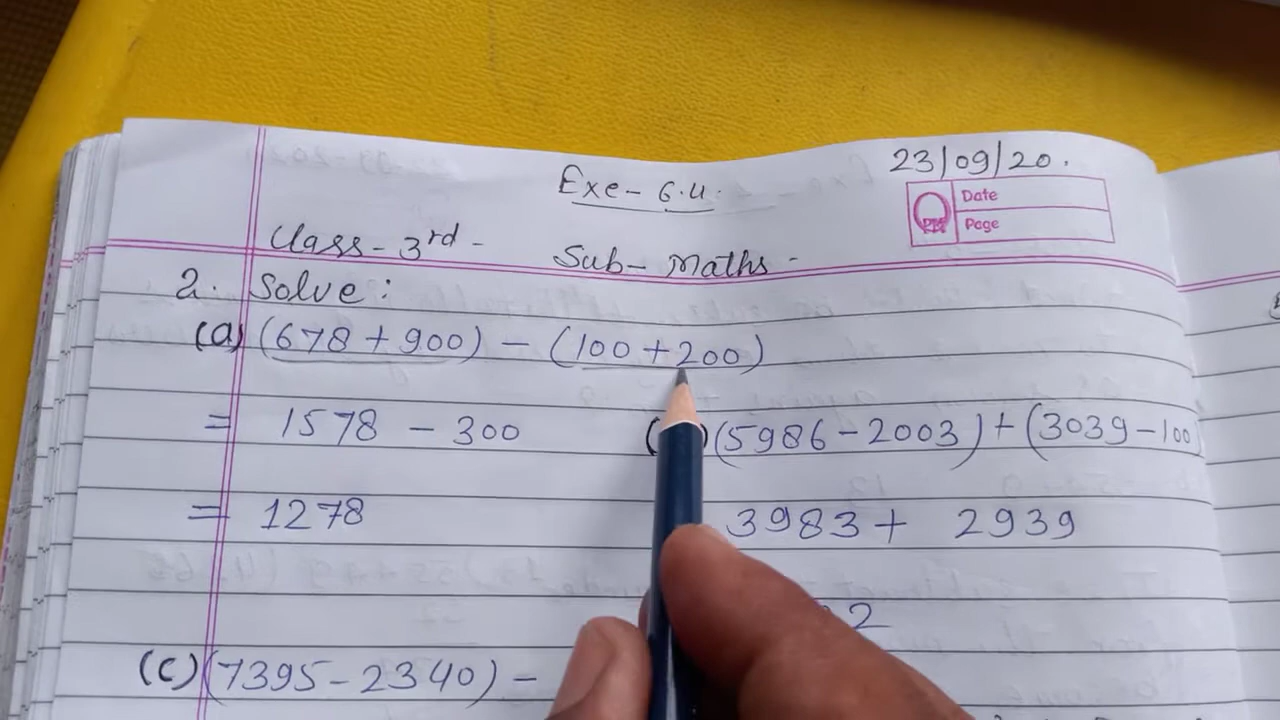 23/09/20.
Exe- 6.4.
Date
Page
Class- 3rd -
Sub- Maths -
2. Solve:
(a) (678 + 900) - (100 + 200)
= 1578 - 300
(5986 - 2003) + (3039 - 100
= 1278
3983 + 2939
2
(c) (7395 - 2340) -